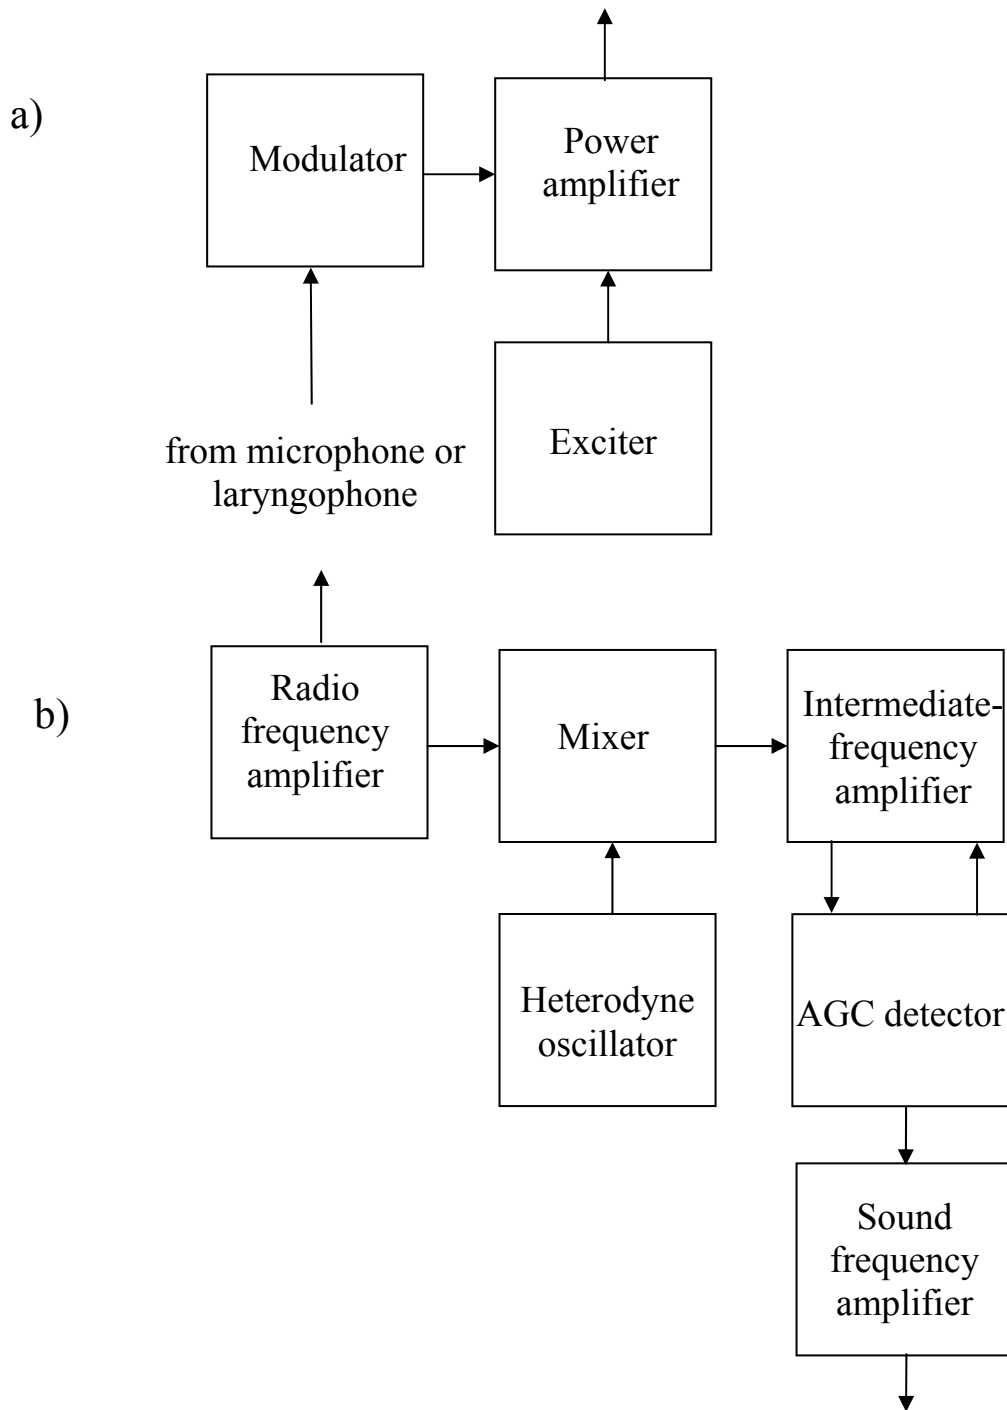 a)
Modulator
Power
amplifier
from microphone or
laryngophone
Exciter
b)
Radio
frequency
amplifier
Mixer
Intermediate-
frequency
amplifier
Heterodyne
oscillator
AGC detector
Sound
frequency
amplifier